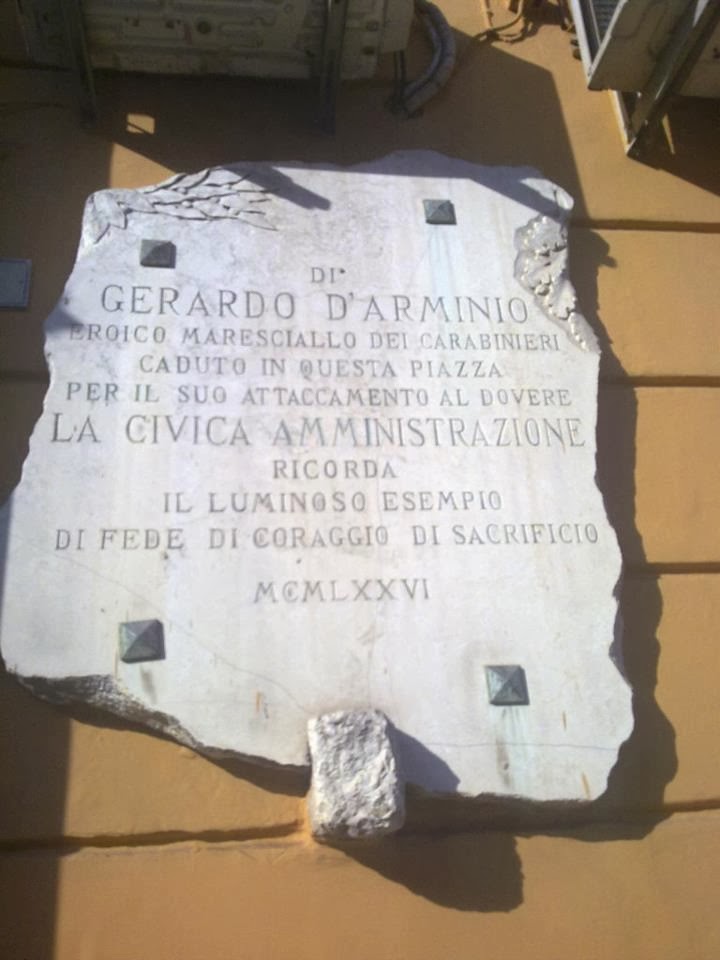 DI
GERARDO D'ARMINIO
EROICO MARESCIALLO DEI CARABINIERI
CADUTO IN QUESTA PIAZZA
PER IL SUO ATTACCAMENTO AL DOVERE
LA CIVICA AMMINISTRAZIONE
RICORDA
IL LUMINOSO ESEMPIO
DI FEDE DI CORAGGIO DI SACRIFICIO
MCMLXXVI